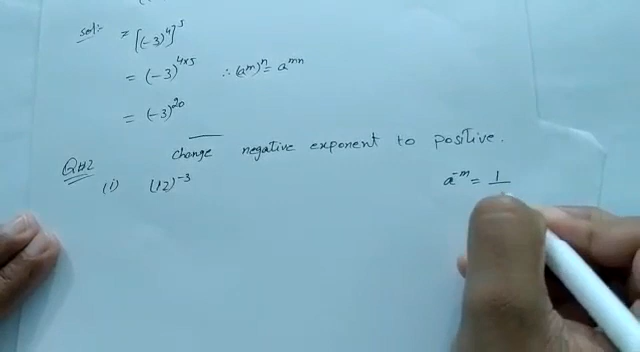 sol:- = [(-3)^4]^5
= (-3)^{4×5} ∴ (a^m)^n = a^{mn}
= (-3)^{20}
Q#2 change negative exponent to positive.
(i) (12)^{-3} a^{-m} = 1/